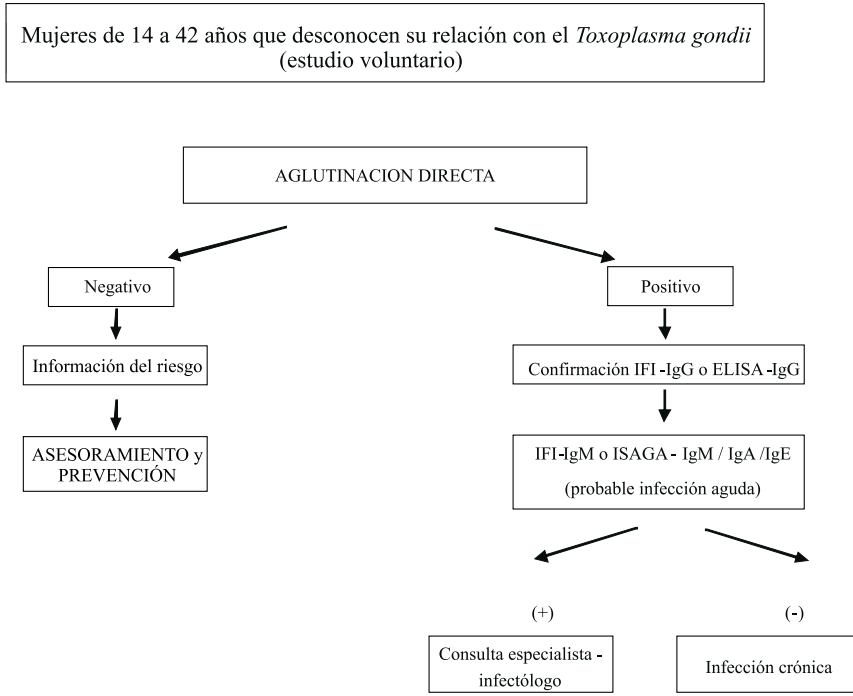 Mujeres de 14 a 42 años que desconocen su relación con el Toxoplasma gondii
(estudio voluntario)
AGLUTINACION DIRECTA
Negativo
Positivo
Información del riesgo
Confirmación IFI-IgG o ELISA-IgG
ASESORAMIENTO y
PREVENCIÓN
IFI-IgM o ISAGA- IgM / IgA /IgE
(probable infección aguda)
(+)
(-)
Consulta especialista -
infectólogo
Infección crónica